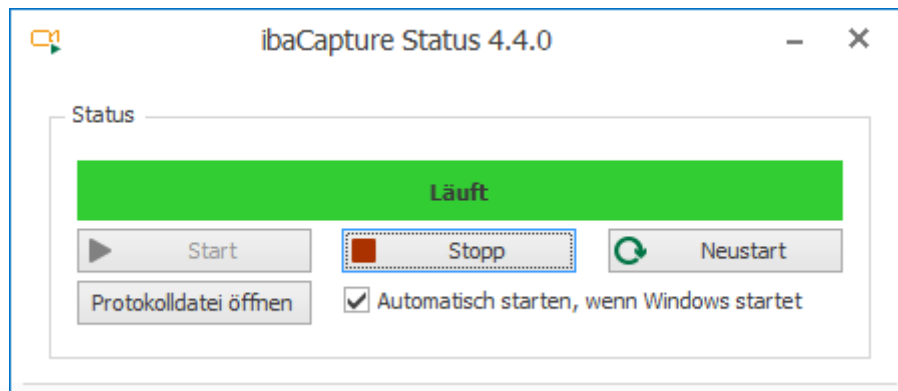 ibaCapture Status 4.4.0
Status
Läuft
Start
Stopp
Neustart
Protokolldatei öffnen
Automatisch starten, wenn Windows startet